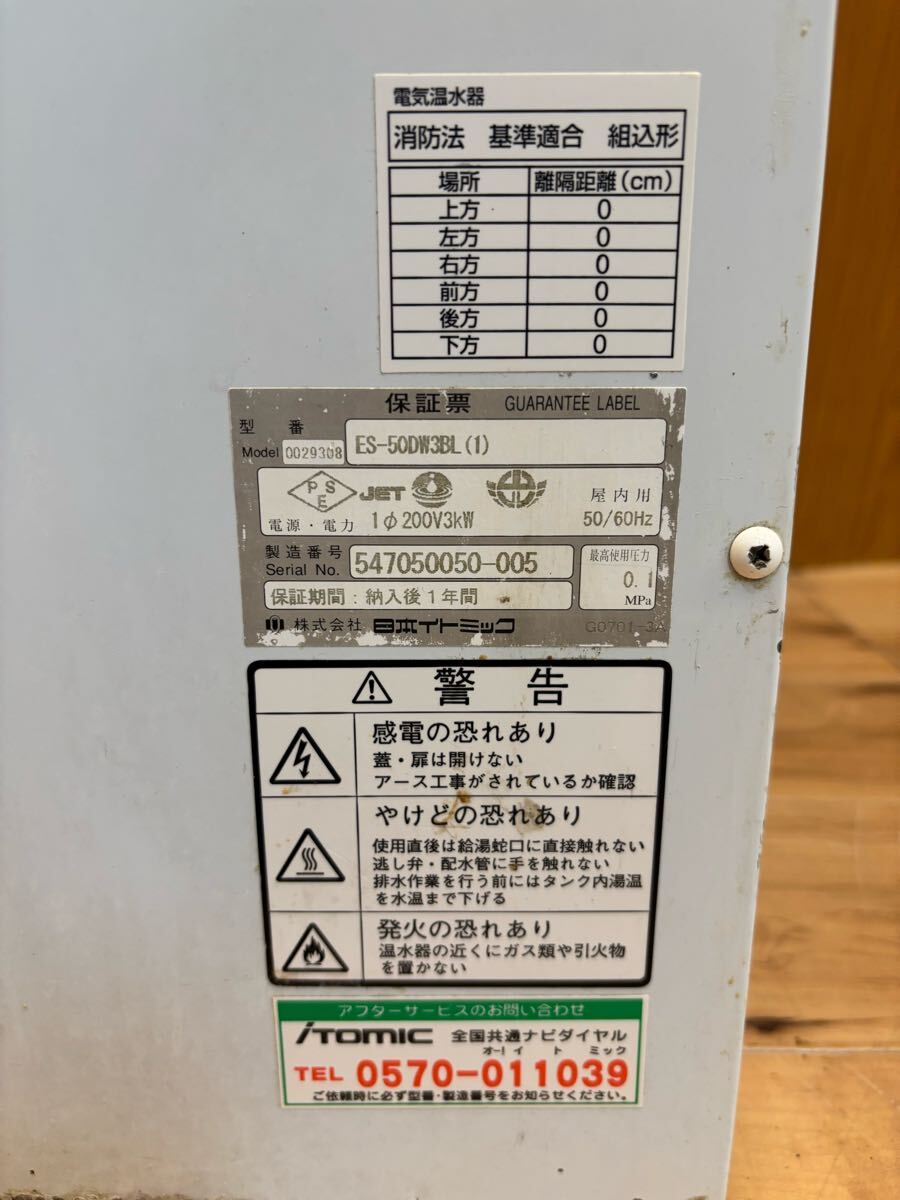 電気温水器
消防法 基準適合 組込形
場所 離隔距離(cm)
上方 0
左方 0
右方 0
前方 0
後方 0
下方 0
保証票 GUARANTEE LABEL
型番
Model 0029308 ES-50DW3BL(1)
PSE JET 屋内用
電源・電力 1φ200V3kW 50/60Hz
製造番号 最高使用圧力
Serial No. 547050050-005 0.1
保証期間：納入後1年間 MPa
株式会社 日本イトミック G0701-3A
警告
感電の恐れあり
蓋・扉は開けない
アース工事がされているか確認
やけどの恐れあり
使用直後は給湯蛇口に直接触れない
逃し弁・配水管に手を触れない
排水作業を行う前にはタンク内湯温
を水温まで下げる
発火の恐れあり
温水器の近くにガス類や引火物
を置かない
アフターサービスのお問い合わせ
iTOMIC 全国共通ナビダイヤル
オーイ イ ト ミック
TEL 0570-011039
ご依頼時に必ず型番・製造番号をお知らせください。